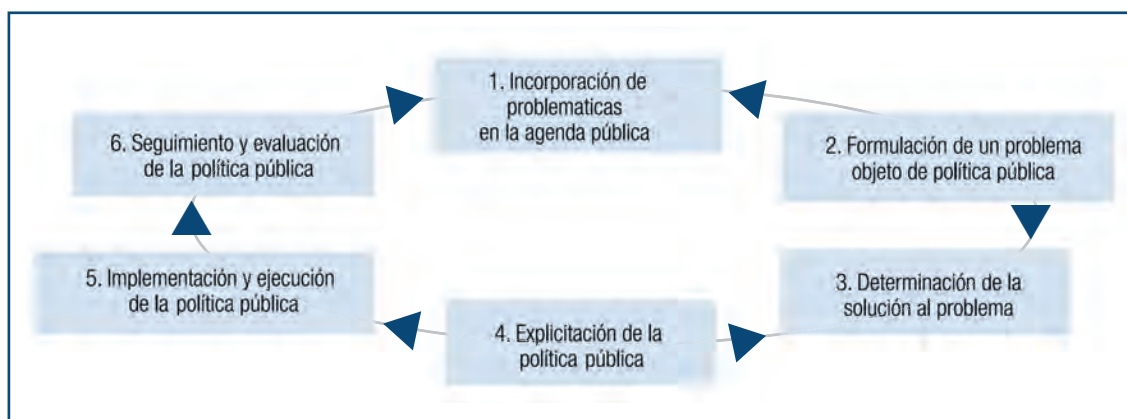 1. Incorporación de
problematicas
en la agenda pública
2. Formulación de un problema
objeto de política pública
3. Determinación de la
solución al problema
4. Explicitación de la
política pública
5. Implementación y ejecución
de la política pública
6. Seguimiento y evaluación
de la política pública